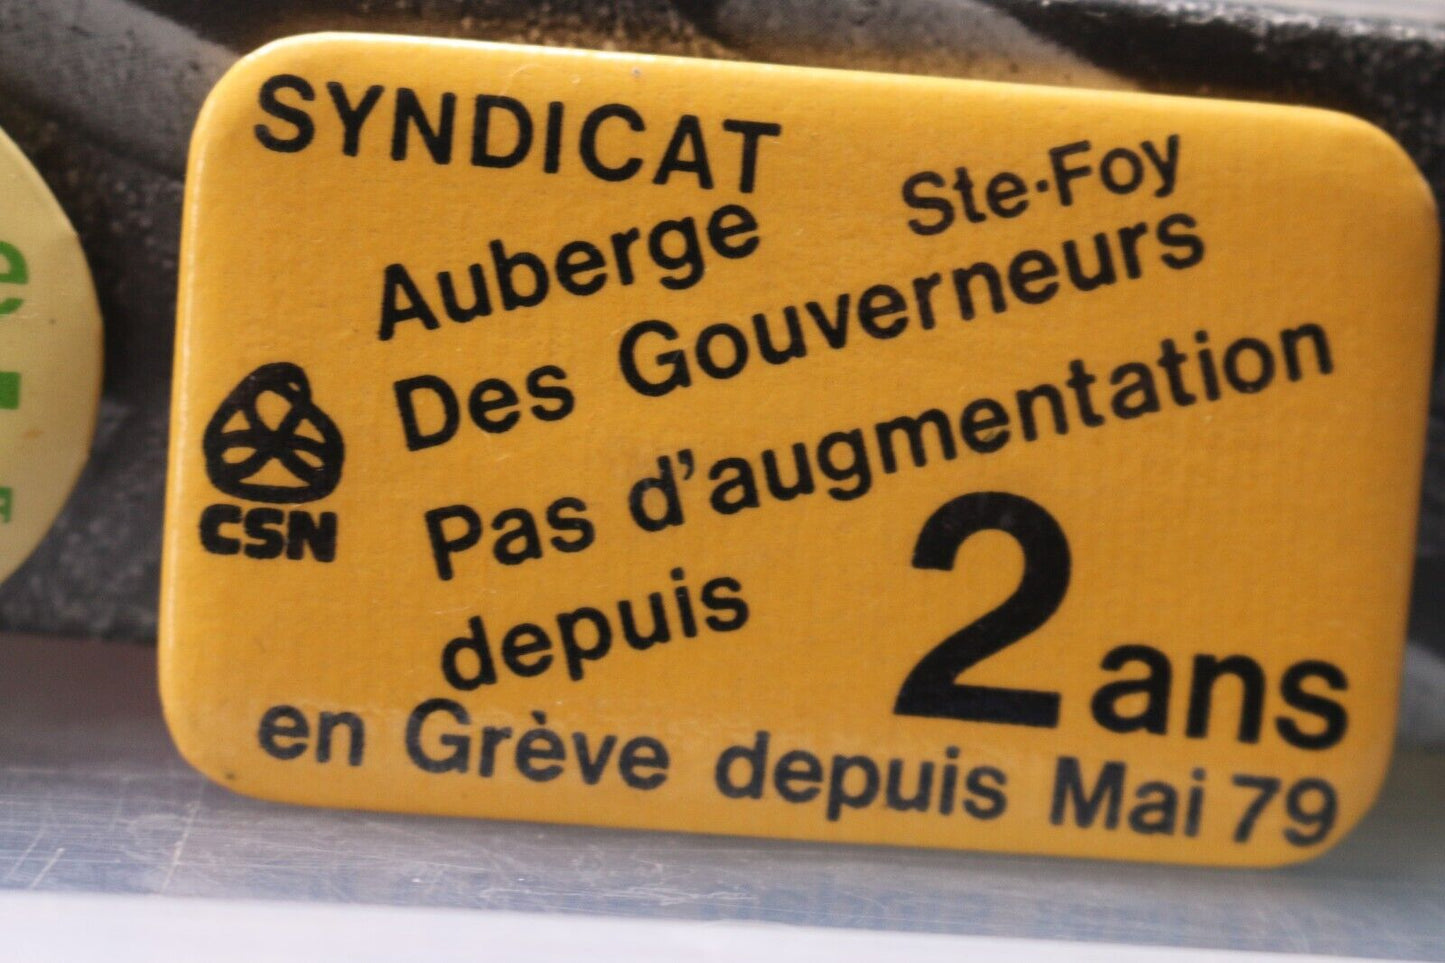 SYNDICAT
Ste-Foy
Auberge
Des Gouverneurs
Pas d'augmentation
depuis
2 ans
en Grève depuis Mai 79
CSN
e